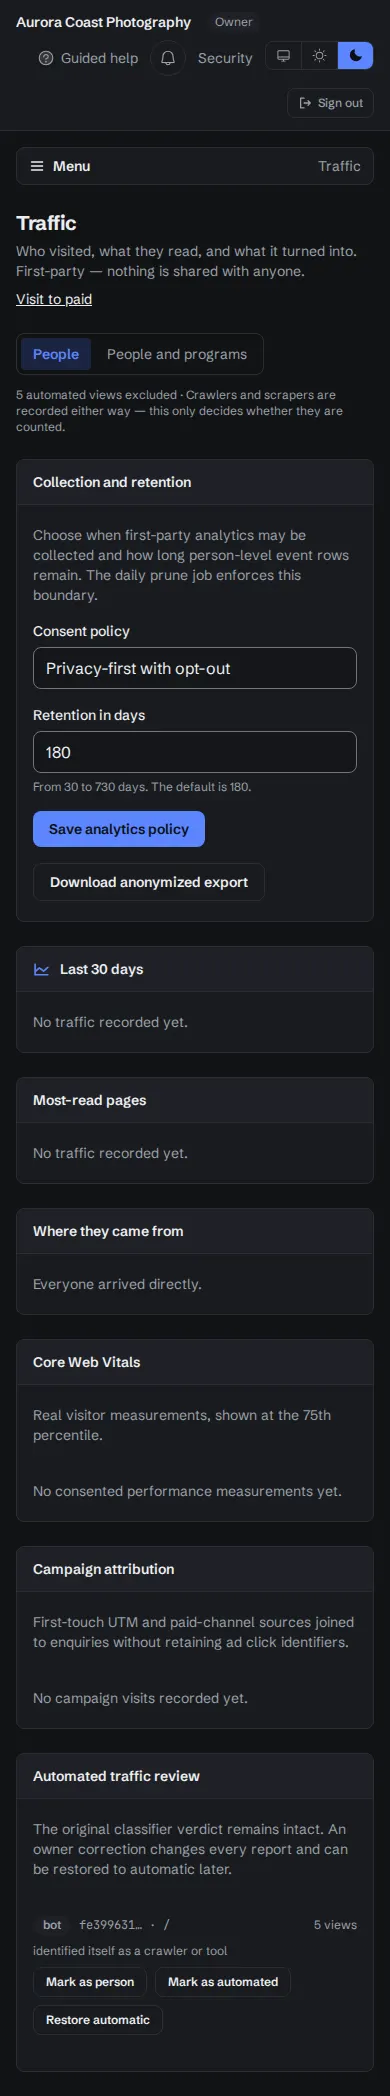 Aurora Coast Photography Owner
Guided help Security
Sign out
Menu Traffic
Traffic
Who visited, what they read, and what it turned into.
First-party — nothing is shared with anyone.
Visit to paid
People People and programs
5 automated views excluded · Crawlers and scrapers are
recorded either way — this only decides whether they are
counted.
Collection and retention
Choose when first-party analytics may be
collected and how long person-level event rows
remain. The daily prune job enforces this
boundary.
Consent policy
Privacy-first with opt-out
Retention in days
180
From 30 to 730 days. The default is 180.
Save analytics policy
Download anonymized export
Last 30 days
No traffic recorded yet.
Most-read pages
No traffic recorded yet.
Where they came from
Everyone arrived directly.
Core Web Vitals
Real visitor measurements, shown at the 75th
percentile.
No consented performance measurements yet.
Campaign attribution
First-touch UTM and paid-channel sources joined
to enquiries without retaining ad click identifiers.
No campaign visits recorded yet.
Automated traffic review
The original classifier verdict remains intact. An
owner correction changes every report and can
be restored to automatic later.
bot fe399631… · / 5 views
identified itself as a crawler or tool
Mark as person Mark as automated
Restore automatic